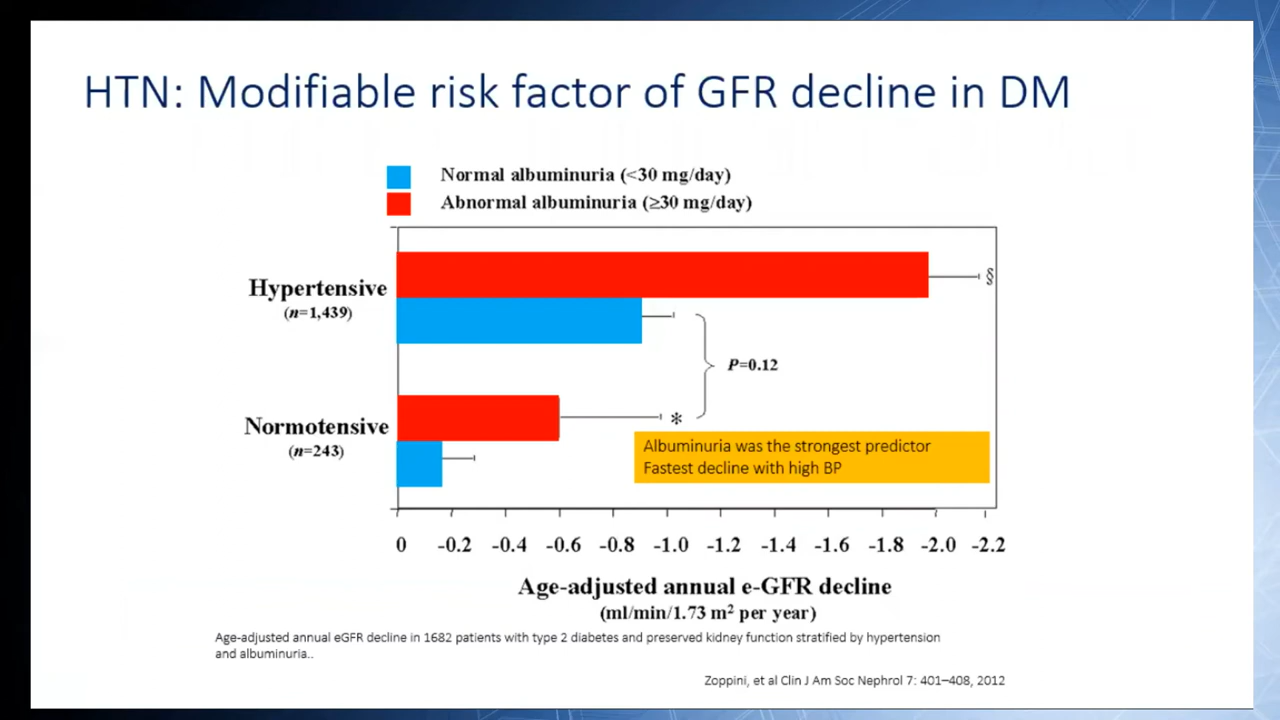 HTN: Modifiable risk factor of GFR decline in DM
Normal albuminuria (<30 mg/day)
Abnormal albuminuria (≥30 mg/day)
Hypertensive
(n=1,439)
§
P=0.12
Normotensive
(n=243)
*
Albuminuria was the strongest predictor
Fastest decline with high BP
0 -0.2 -0.4 -0.6 -0.8 -1.0 -1.2 -1.4 -1.6 -1.8 -2.0 -2.2
Age-adjusted annual e-GFR decline
(ml/min/1.73 m² per year)
Age-adjusted annual eGFR decline in 1682 patients with type 2 diabetes and preserved kidney function stratified by hypertension
and albuminuria..
Zoppini, et al Clin J Am Soc Nephrol 7: 401–408, 2012